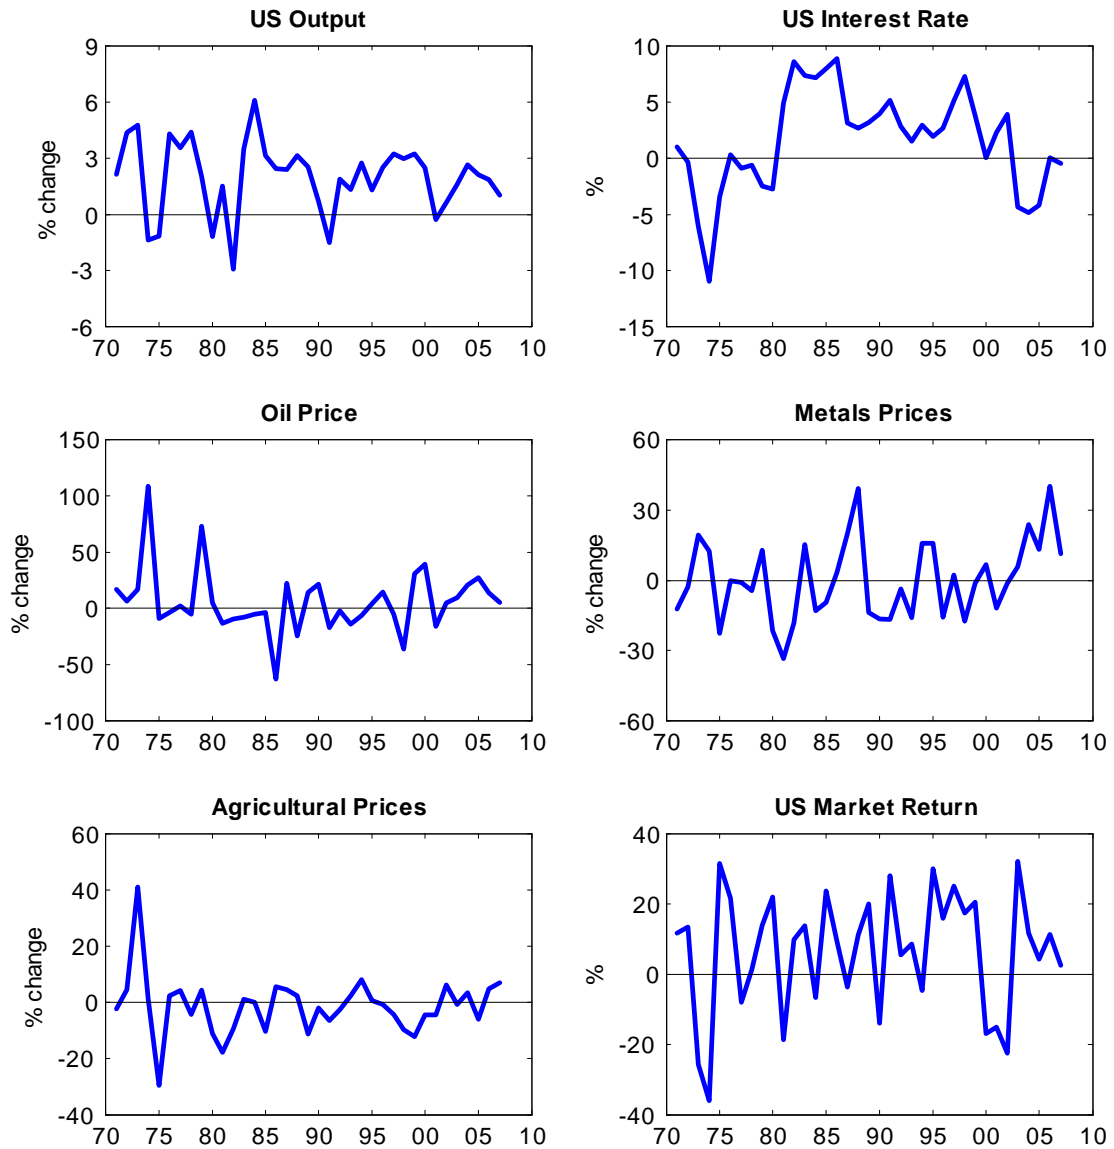 US Output
9
6
3
0
-3
-6
% change
70 75 80 85 90 95 00 05 10
US Interest Rate
10
5
0
-5
-10
-15
%
70 75 80 85 90 95 00 05 10
Oil Price
150
100
50
0
-50
-100
% change
70 75 80 85 90 95 00 05 10
Metals Prices
60
30
0
-30
-60
% change
70 75 80 85 90 95 00 05 10
Agricultural Prices
60
40
20
0
-20
-40
% change
70 75 80 85 90 95 00 05 10
US Market Return
40
20
0
-20
-40
%
70 75 80 85 90 95 00 05 10